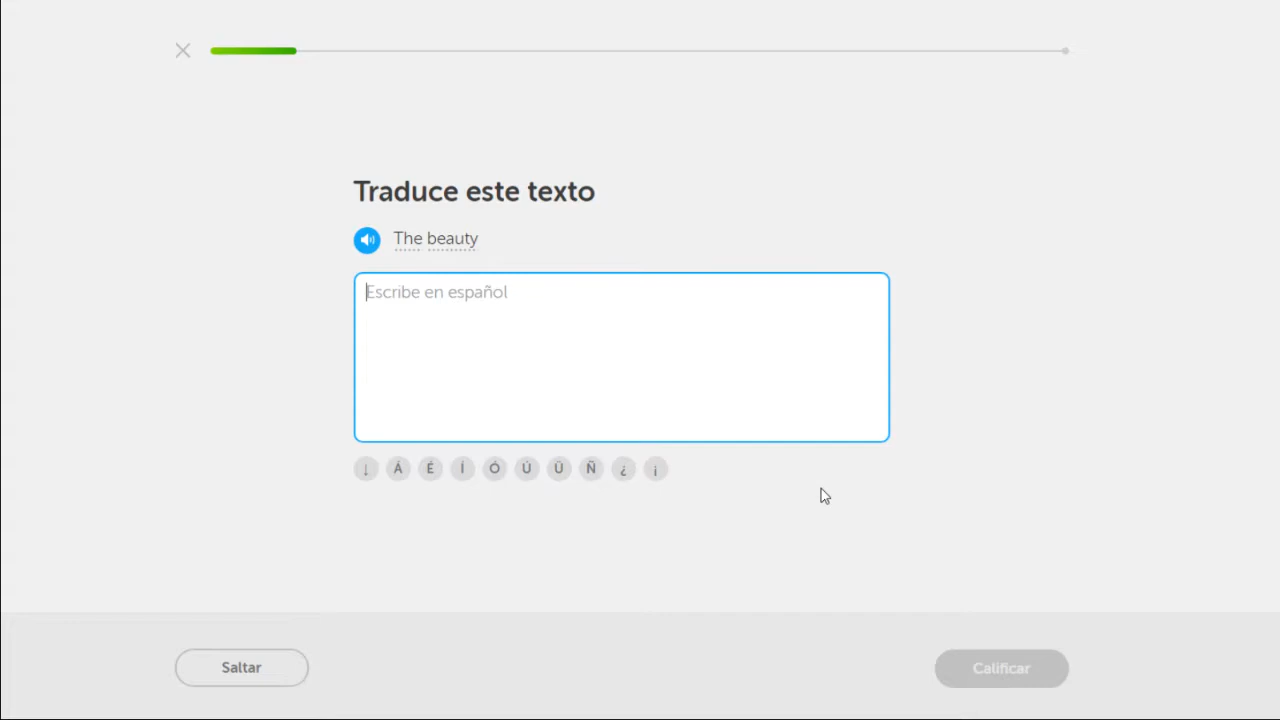 Traduce este texto
The beauty
Escribe en español
↓ Á É Í Ó Ú Ü Ñ ¿ ¡
Saltar
Calificar